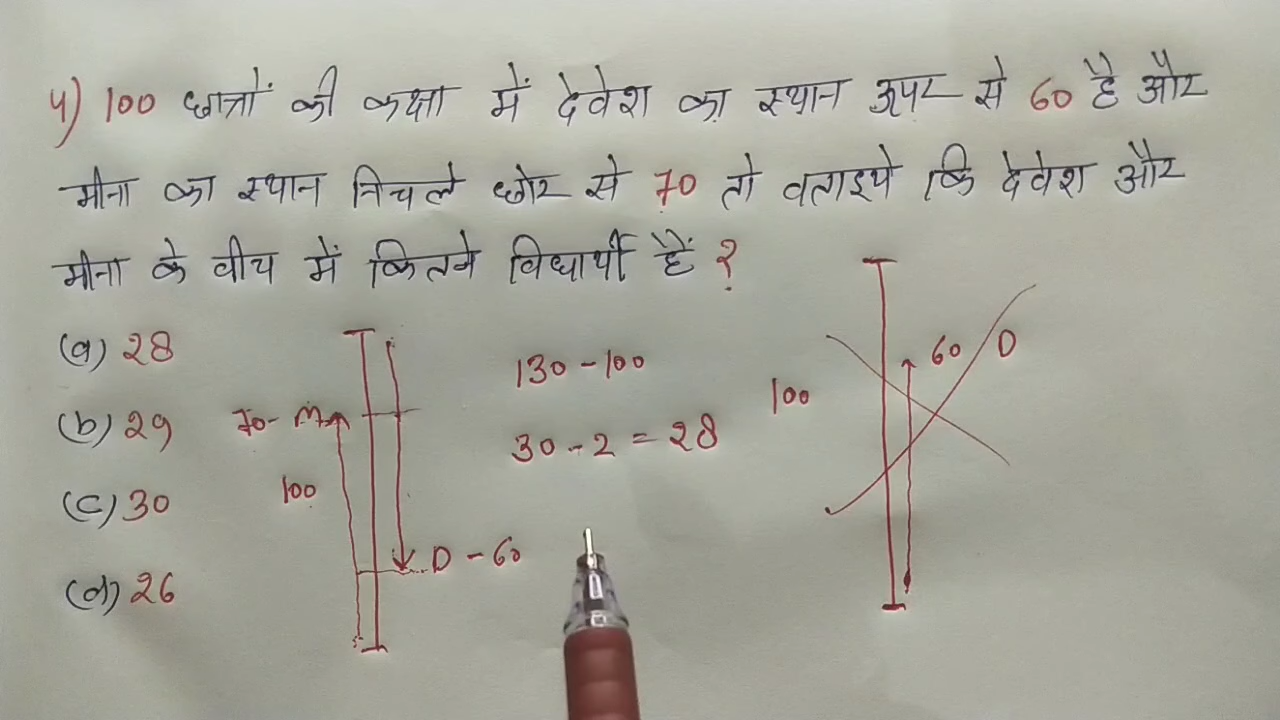 4) 100 छात्रों की कक्षा में देवेश का स्थान ऊपर से 60 है और
मीना का स्थान निचले छोर से 70 तो बताइये कि देवेश और
मीना के बीच में कितने विद्यार्थी हैं ?
(a) 28
(b) 29
(c) 30
(d) 26
70- M
100
D - 60
130 - 100
30 - 2 = 28
100
60 D